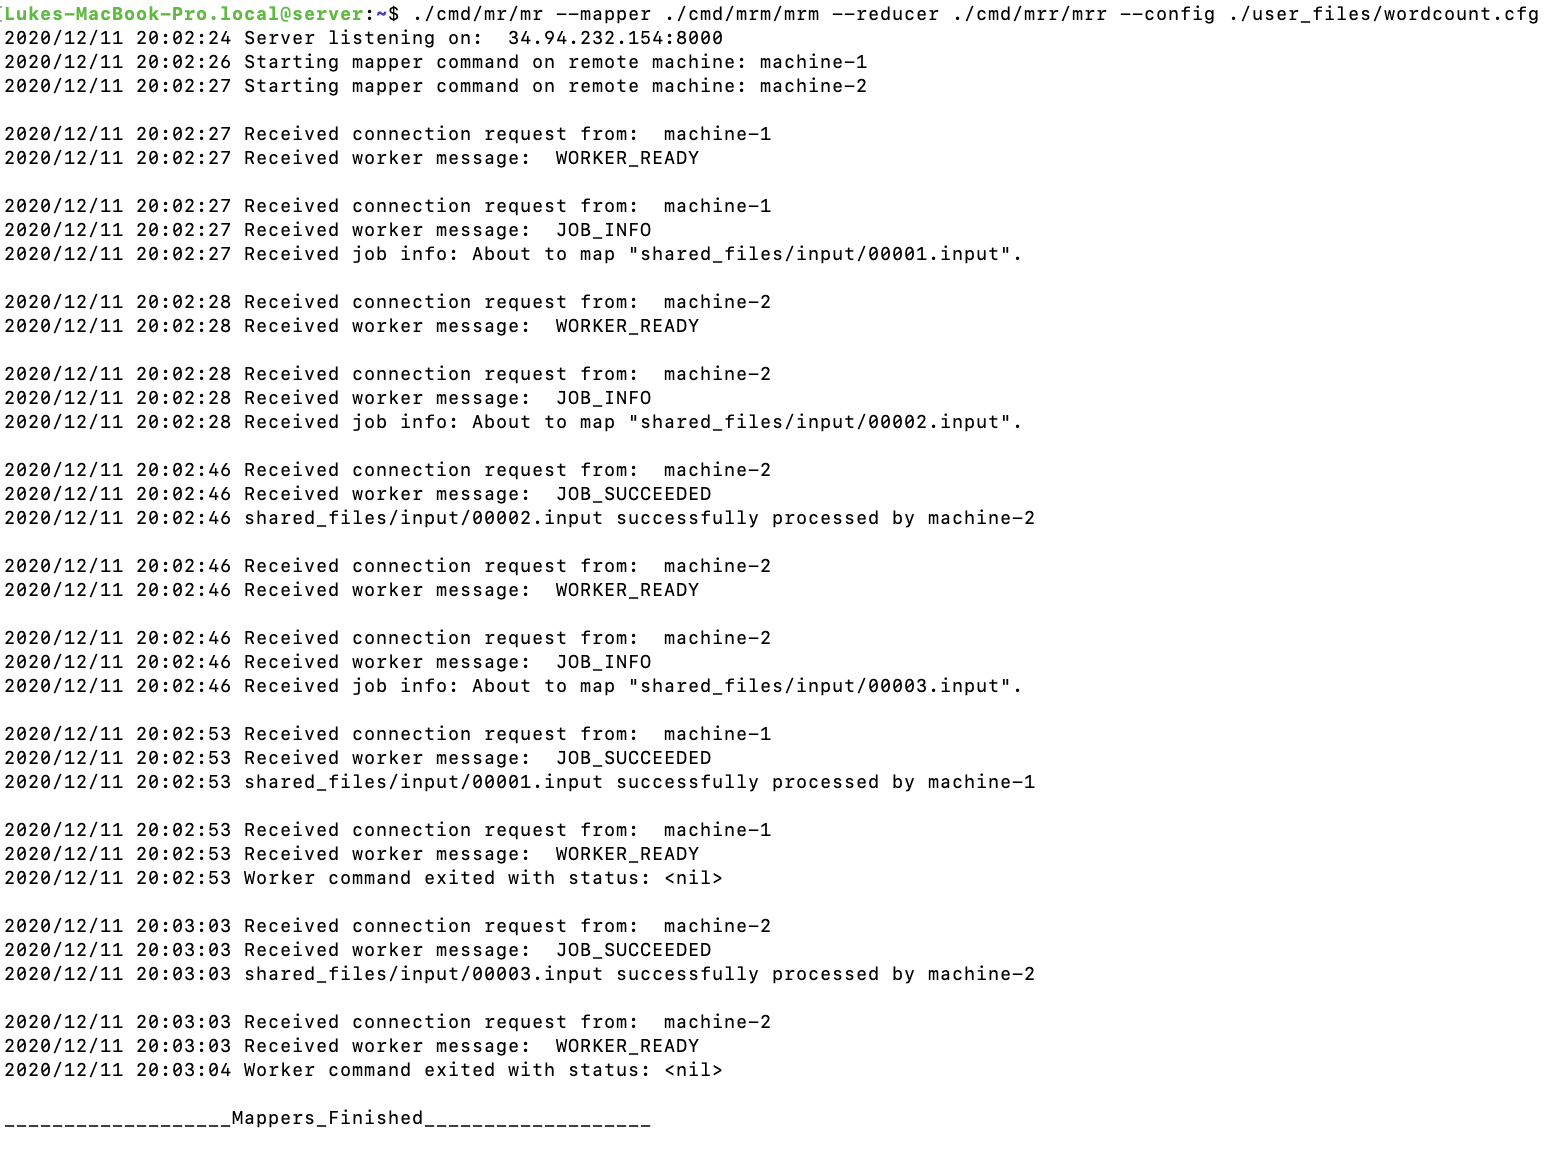 Lukes-MacBook-Pro.local@server:~$ ./cmd/mr/mr --mapper ./cmd/mrm/mrm --reducer ./cmd/mrr/mrr --config ./user_files/wordcount.cfg
2020/12/11 20:02:24 Server listening on:  34.94.232.154:8000
2020/12/11 20:02:26 Starting mapper command on remote machine: machine-1
2020/12/11 20:02:27 Starting mapper command on remote machine: machine-2
2020/12/11 20:02:27 Received connection request from:  machine-1
2020/12/11 20:02:27 Received worker message:  WORKER_READY
2020/12/11 20:02:27 Received connection request from:  machine-1
2020/12/11 20:02:27 Received worker message:  JOB_INFO
2020/12/11 20:02:27 Received job info: About to map "shared_files/input/00001.input".
2020/12/11 20:02:28 Received connection request from:  machine-2
2020/12/11 20:02:28 Received worker message:  WORKER_READY
2020/12/11 20:02:28 Received connection request from:  machine-2
2020/12/11 20:02:28 Received worker message:  JOB_INFO
2020/12/11 20:02:28 Received job info: About to map "shared_files/input/00002.input".
2020/12/11 20:02:46 Received connection request from:  machine-2
2020/12/11 20:02:46 Received worker message:  JOB_SUCCEEDED
2020/12/11 20:02:46 shared_files/input/00002.input successfully processed by machine-2
2020/12/11 20:02:46 Received connection request from:  machine-2
2020/12/11 20:02:46 Received worker message:  WORKER_READY
2020/12/11 20:02:46 Received connection request from:  machine-2
2020/12/11 20:02:46 Received worker message:  JOB_INFO
2020/12/11 20:02:46 Received job info: About to map "shared_files/input/00003.input".
2020/12/11 20:02:53 Received connection request from:  machine-1
2020/12/11 20:02:53 Received worker message:  JOB_SUCCEEDED
2020/12/11 20:02:53 shared_files/input/00001.input successfully processed by machine-1
2020/12/11 20:02:53 Received connection request from:  machine-1
2020/12/11 20:02:53 Received worker message:  WORKER_READY
2020/12/11 20:02:53 Worker command exited with status: <nil>
2020/12/11 20:03:03 Received connection request from:  machine-2
2020/12/11 20:03:03 Received worker message:  JOB_SUCCEEDED
2020/12/11 20:03:03 shared_files/input/00003.input successfully processed by machine-2
2020/12/11 20:03:03 Received connection request from:  machine-2
2020/12/11 20:03:03 Received worker message:  WORKER_READY
2020/12/11 20:03:04 Worker command exited with status: <nil>
___________________Mappers_Finished___________________